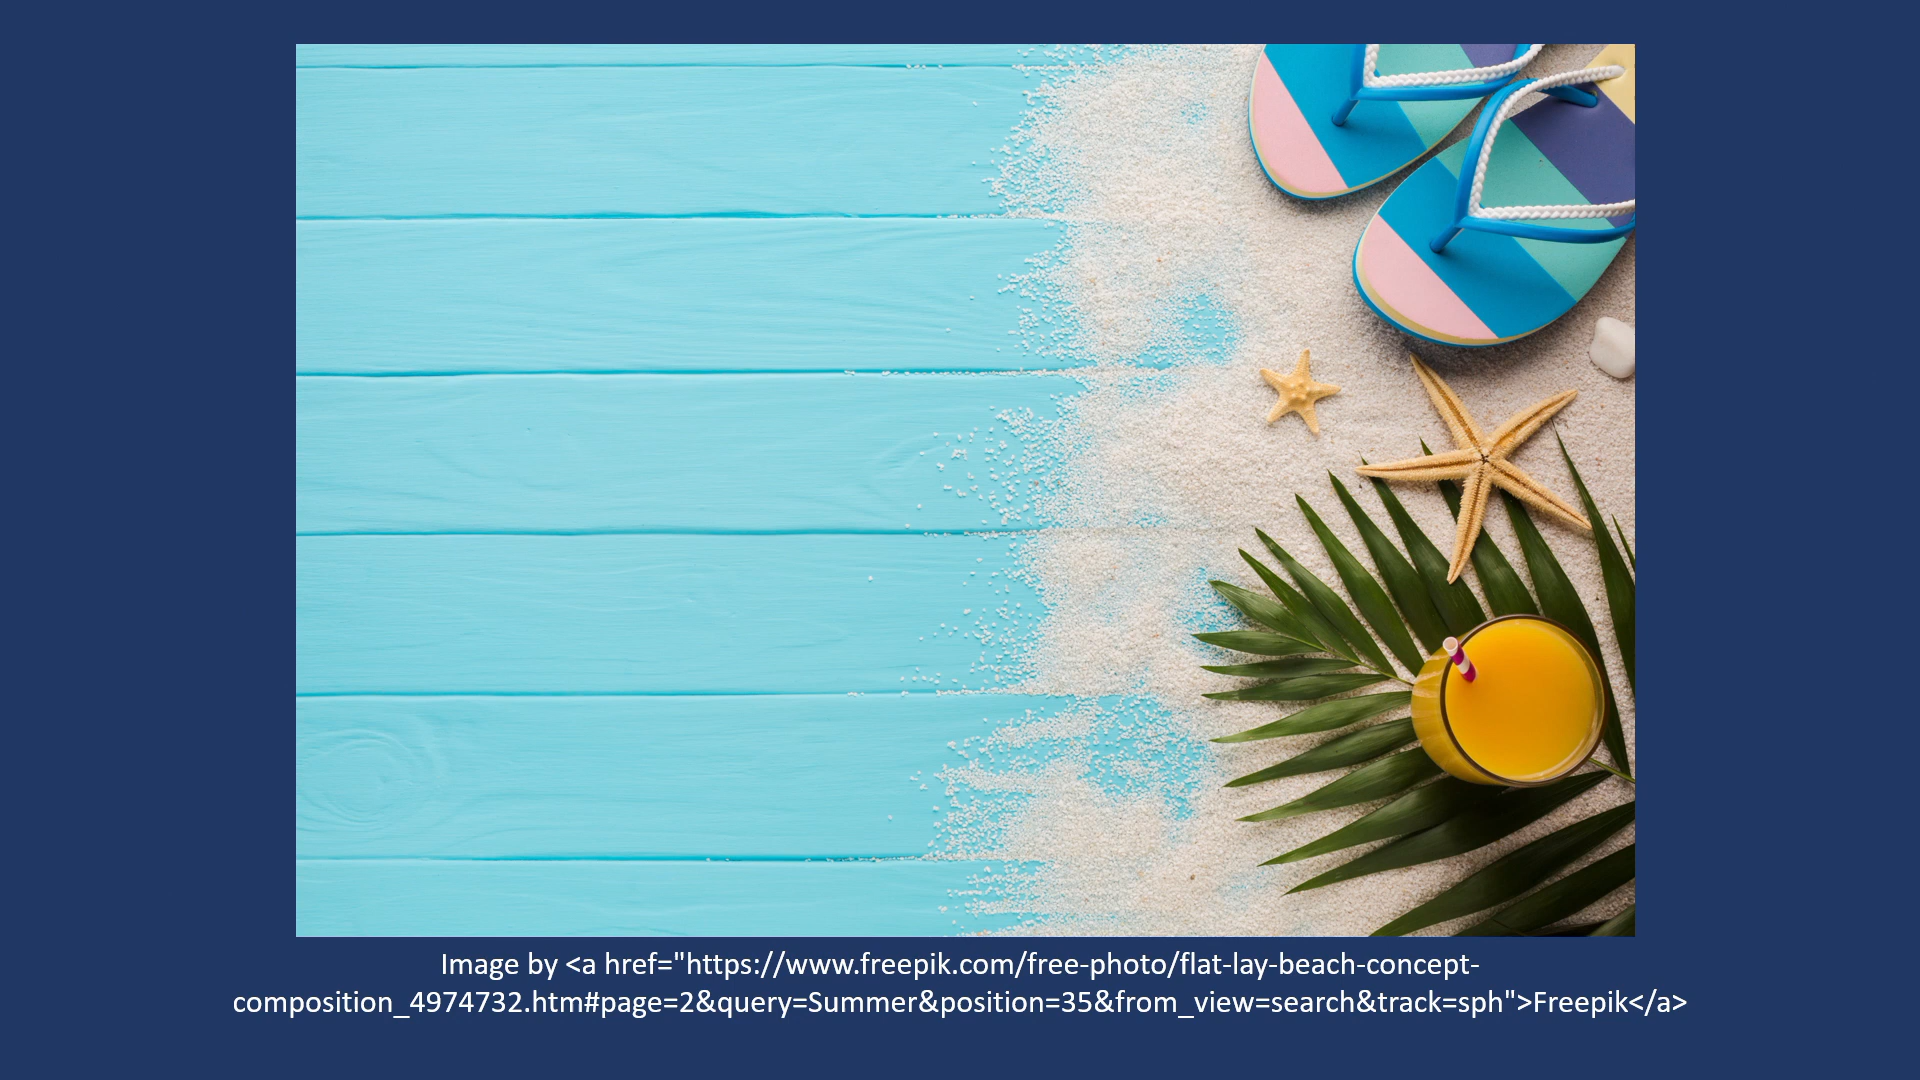 Image by <a href="https://www.freepik.com/free-photo/flat-lay-beach-concept-
composition_4974732.htm#page=2&query=Summer&position=35&from_view=search&track=sph">Freepik</a>